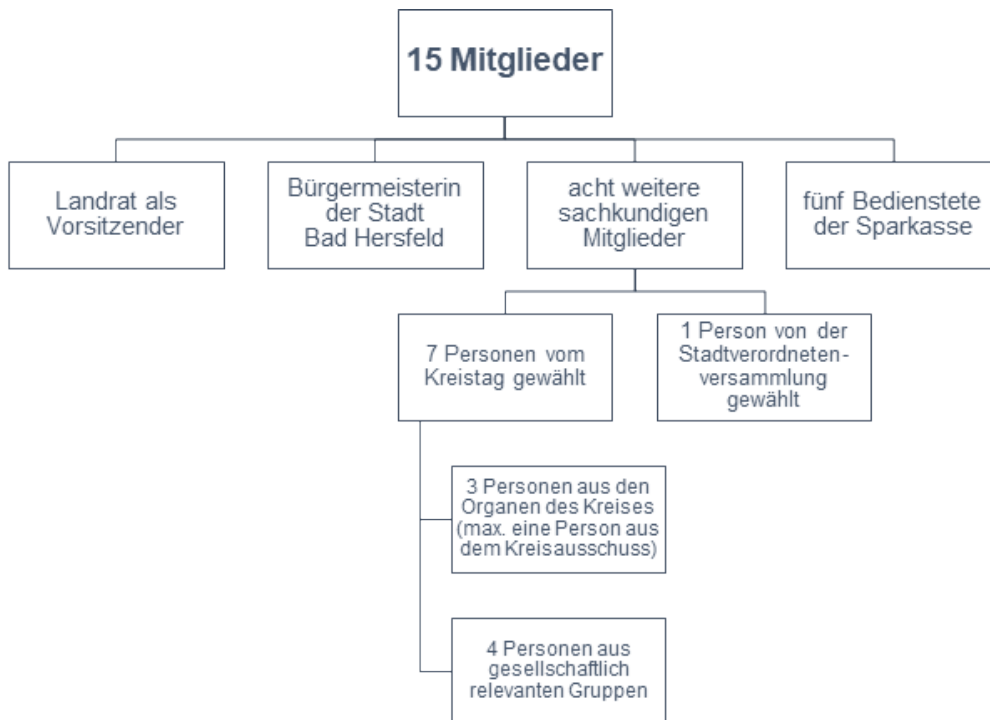 15 Mitglieder
Landrat als
Vorsitzender
Bürgermeisterin
der Stadt
Bad Hersfeld
acht weitere
sachkundigen
Mitglieder
fünf Bedienstete
der Sparkasse
7 Personen vom
Kreistag gewählt
1 Person von der
Stadtverordneten-
versammlung
gewählt
3 Personen aus den
Organen des Kreises
(max. eine Person aus
dem Kreisausschuss)
4 Personen aus
gesellschaftlich
relevanten Gruppen